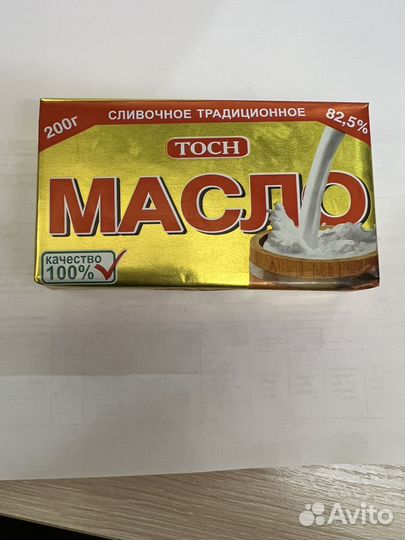 200г
СЛИВОЧНОЕ ТРАДИЦИОННОЕ
82,5%
ТОСН
МАСЛО
качество
100%
Avito